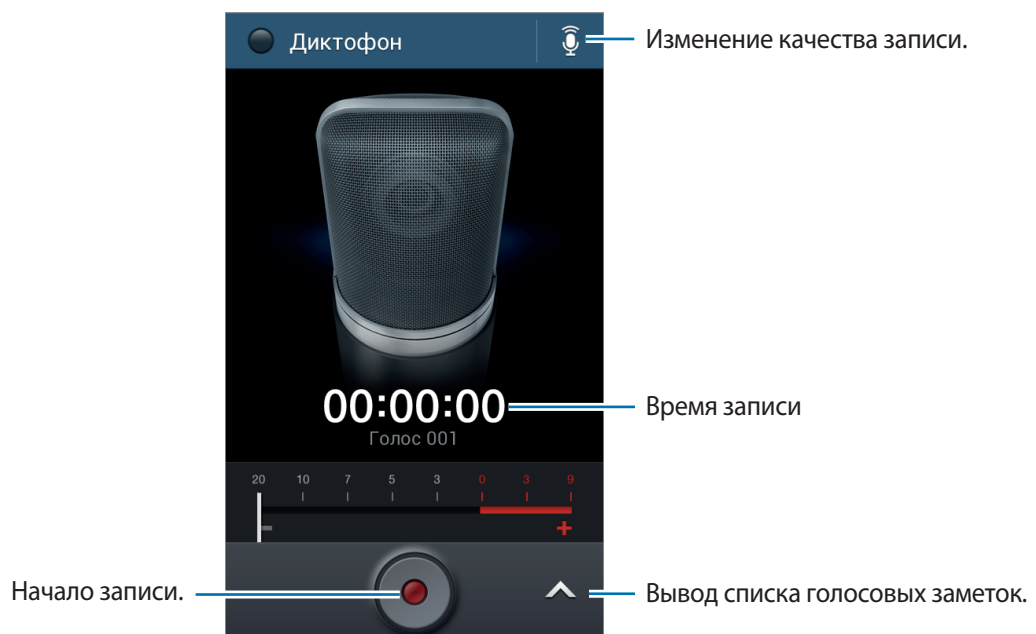 Диктофон
Изменение качества записи.
00:00:00
Время записи
Голос 001
20 10 7 5 3 0 3 9
- +
Начало записи.
Вывод списка голосовых заметок.